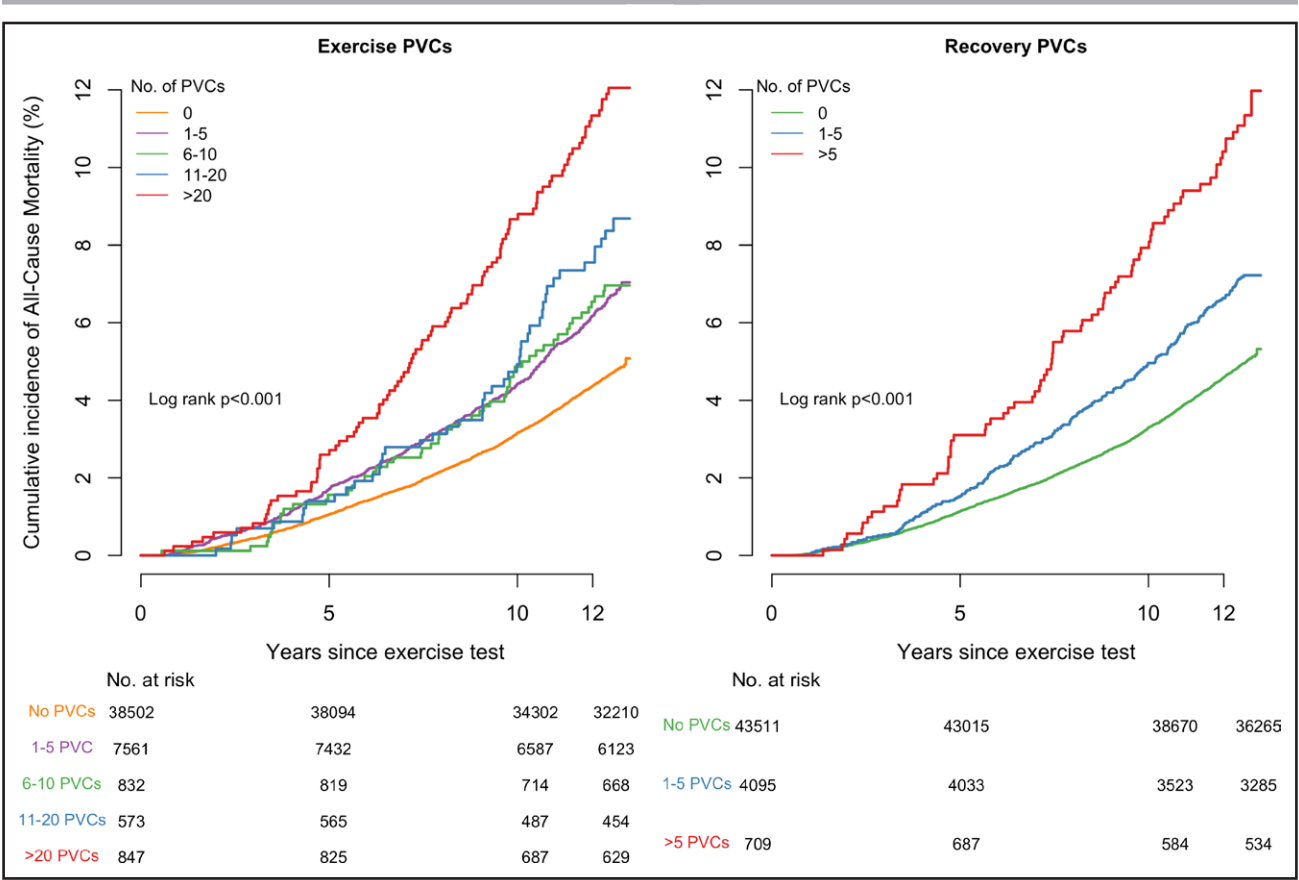 Exercise PVCs
Cumulative incidence of All-Cause Mortality (%)
12
10
8
6
4
2
0
No. of PVCs
0
1-5
6-10
11-20
>20
Log rank p<0.001
0 5 10 12
Years since exercise test
No. at risk
No PVCs 38502 38094 34302 32210
1-5 PVC 7561 7432 6587 6123
6-10 PVCs 832 819 714 668
11-20 PVCs 573 565 487 454
>20 PVCs 847 825 687 629
Recovery PVCs
12
10
8
6
4
2
0
No. of PVCs
0
1-5
>5
Log rank p<0.001
0 5 10 12
Years since exercise test
No. at risk
No PVCs 43511 43015 38670 36265
1-5 PVCs 4095 4033 3523 3285
>5 PVCs 709 687 584 534